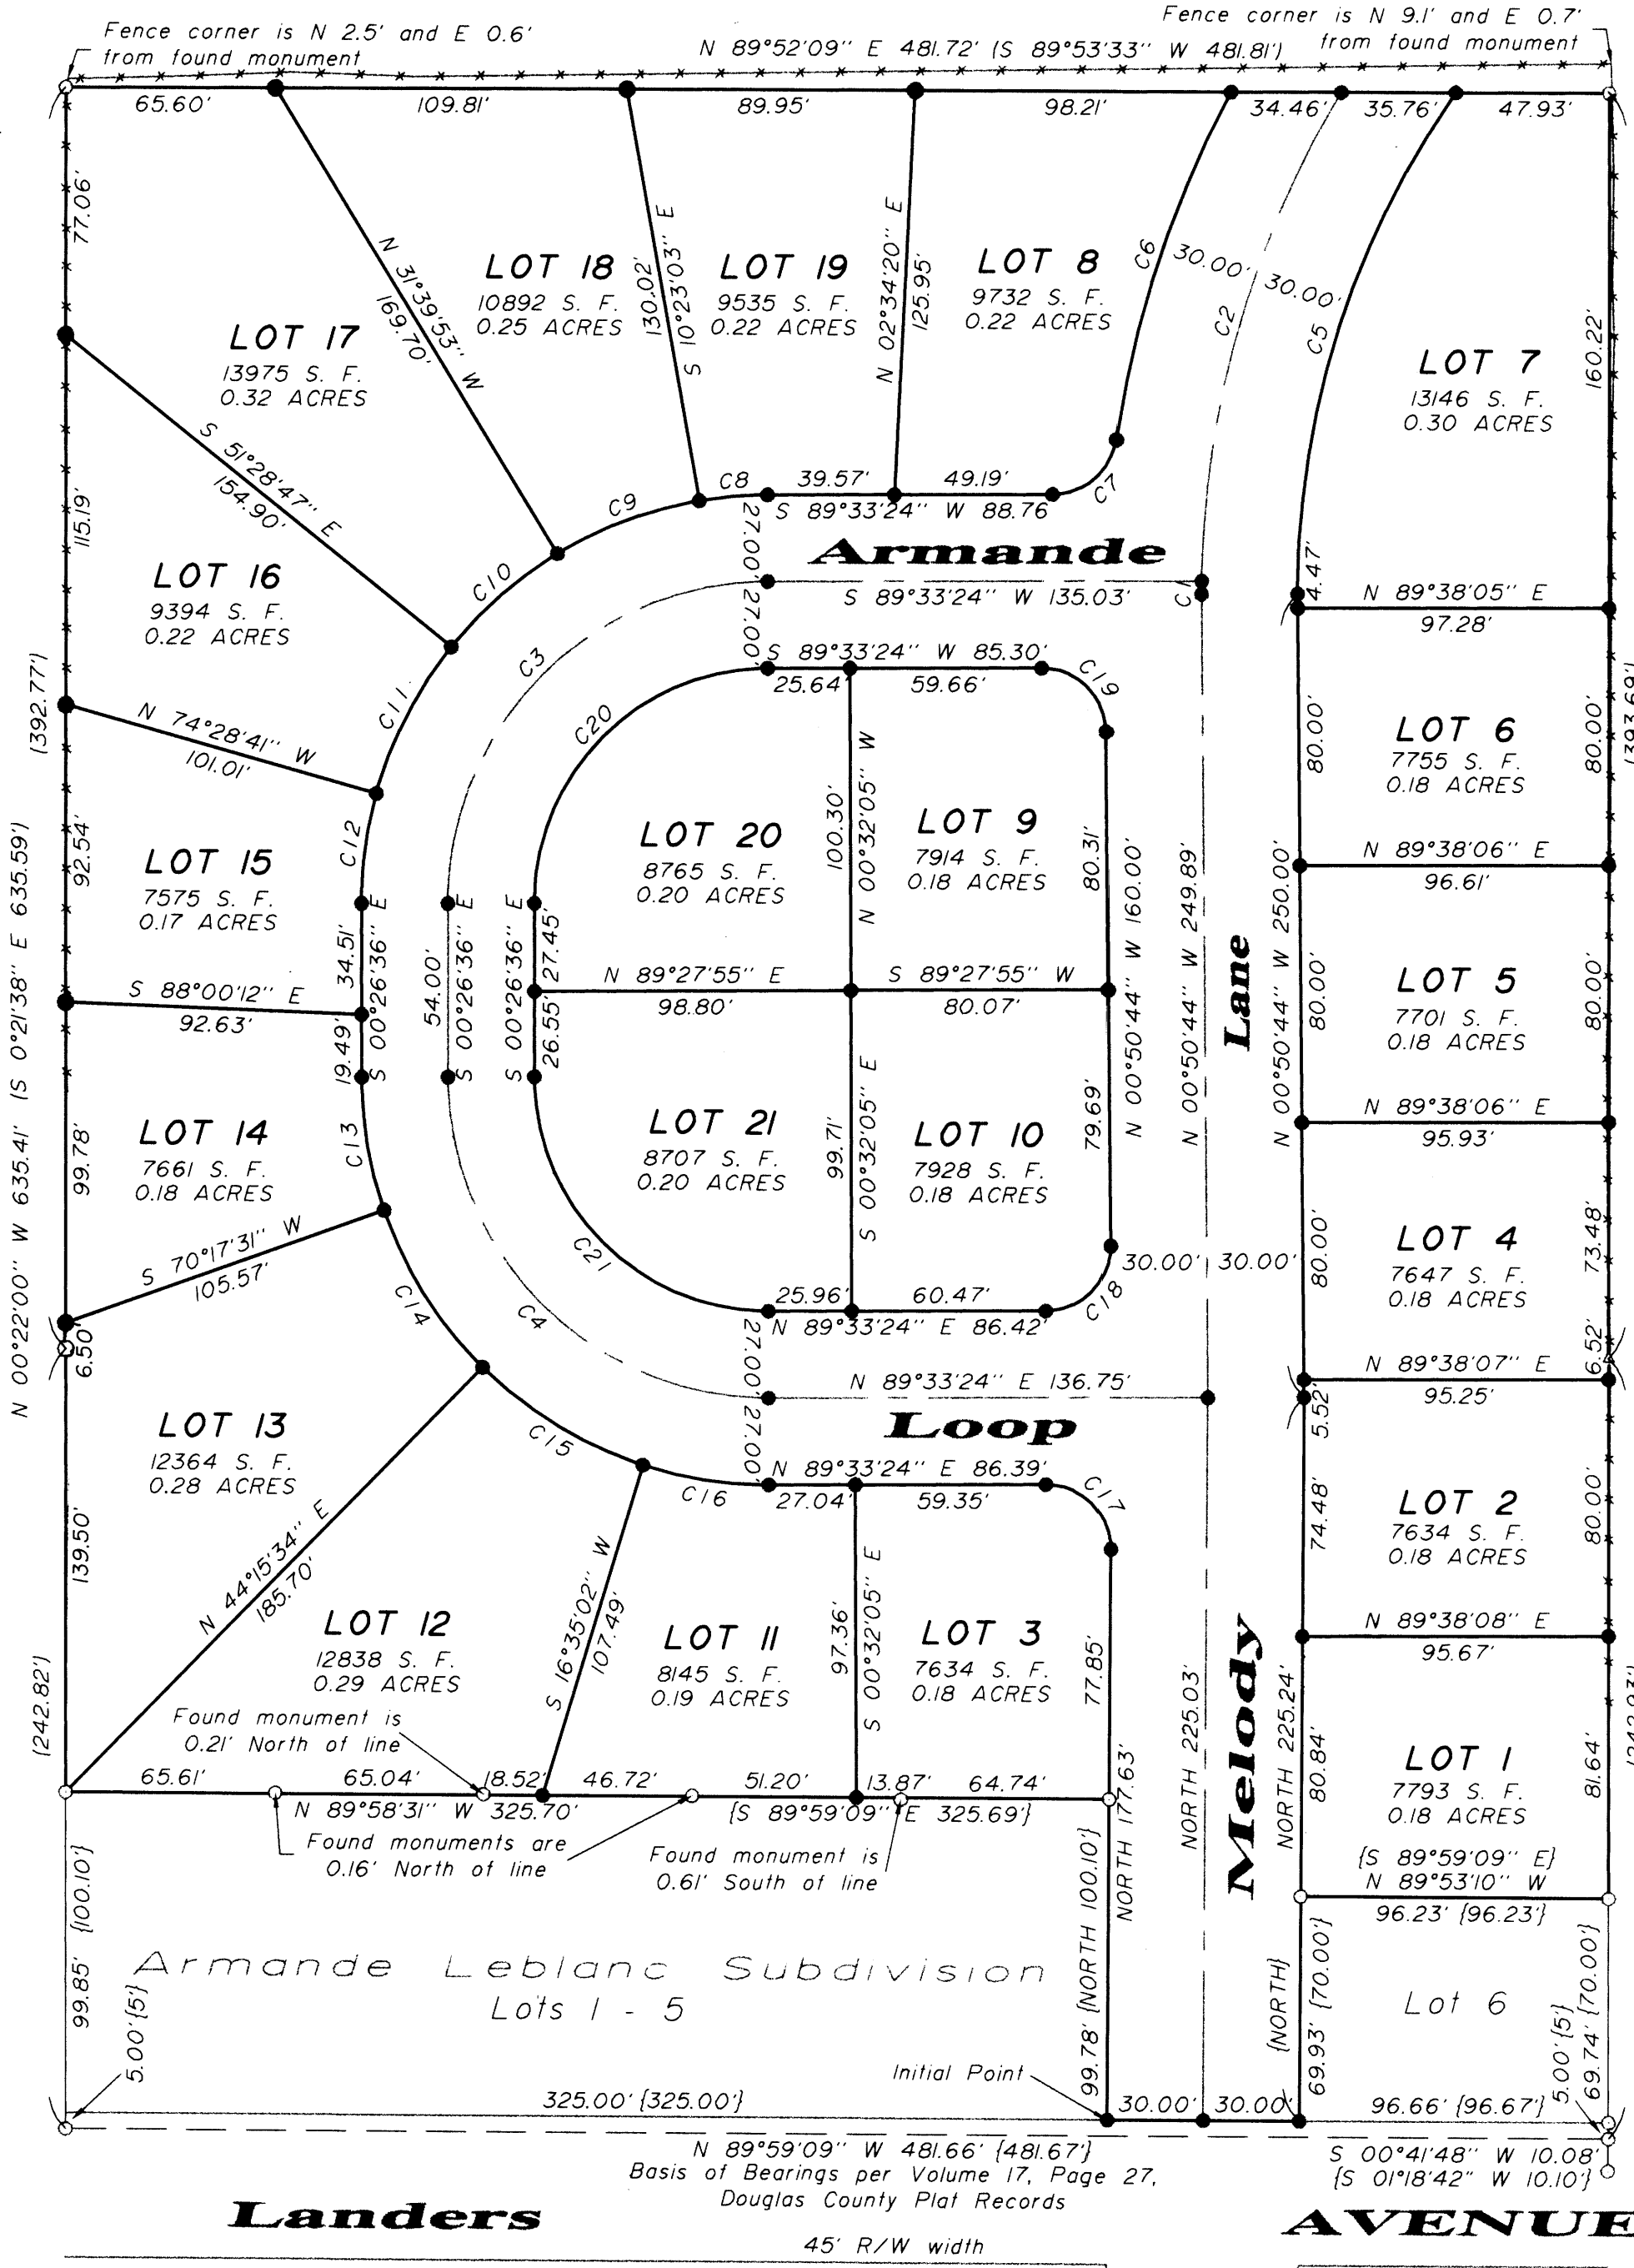 Fence corner is N 2.5' and E 0.6'
from found monument
Fence corner is N 9.1' and E 0.7'
from found monument
N 89°52'09" E 481.72' (S 89°53'33" W 481.81')
65.60'
109.81'
89.95'
98.21'
34.46'
35.76'
47.93'
77.06'
N 31°39'53" W
169.70'
LOT 18
10892 S. F.
0.25 ACRES
S 10°23'03" E
130.02'
LOT 19
9535 S. F.
0.22 ACRES
N 02°34'20" E
125.95'
LOT 8
9732 S. F.
0.22 ACRES
C6
30.00'
30.00'
C2
C5
LOT 7
13146 S. F.
0.30 ACRES
160.22'
LOT 17
13975 S. F.
0.32 ACRES
S 51°28'47" E
154.90'
115.19'
C9
C8
39.57'
49.19'
S 89°33'24" W 88.76
C7
27.00'
27.00'
Armande
S 89°33'24" W 135.03'
C1
4.47'
N 89°38'05" E
97.28'
LOT 16
9394 S. F.
0.22 ACRES
C10
C3
S 89°33'24" W 85.30'
25.64'
59.66'
C19
(392.77')
N 74°28'41" W
101.01'
C11
C20
100.30'
N 00°32'05" W
80.00'
LOT 6
7755 S. F.
0.18 ACRES
80.00'
N 00°22'00" W 635.41' (S 0°21'38" E 635.59')
92.54'
LOT 15
7575 S. F.
0.17 ACRES
C12
LOT 20
8765 S. F.
0.20 ACRES
LOT 9
7914 S. F.
0.18 ACRES
80.31'
N 00°50'44" W 160.00'
N 00°50'44" W 249.89'
N 00°50'44" W 250.00'
N 89°38'06" E
96.61'
34.51'
S 00°26'36" E
54.00'
S 00°26'36" E
S 00°26'36" E
27.45'
N 89°27'55" E
98.80'
S 89°27'55" W
80.07'
Lane
80.00'
LOT 5
7701 S. F.
0.18 ACRES
80.00'
S 88°00'12" E
92.63'
19.49'
26.55'
N 89°38'06" E
95.93'
99.78'
LOT 14
7661 S. F.
0.18 ACRES
C13
LOT 21
8707 S. F.
0.20 ACRES
99.71'
S 00°32'05" E
LOT 10
7928 S. F.
0.18 ACRES
79.69'
S 70°17'31" W
105.57'
C21
C18
30.00'
30.00'
80.00'
LOT 4
7647 S. F.
0.18 ACRES
73.48'
6.52'
6.50'
C14
C4
25.96'
60.47'
N 89°33'24" E 86.42'
27.00'
27.00'
N 89°33'24" E 136.75'
N 89°38'07" E
95.25'
5.52'
Loop
LOT 13
12364 S. F.
0.28 ACRES
C15
C16
N 89°33'24" E 86.39'
27.04'
59.35'
C17
74.48'
LOT 2
7634 S. F.
0.18 ACRES
80.00'
139.50'
N 44°15'34" E
185.70'
S 16°35'02" W
107.49'
97.36'
S 00°32'05" E
N 89°38'08" E
95.67'
LOT 12
12838 S. F.
0.29 ACRES
LOT 11
8145 S. F.
0.19 ACRES
LOT 3
7634 S. F.
0.18 ACRES
77.85'
NORTH 177.63'
NORTH 225.03'
Melody
NORTH 225.24'
80.84'
LOT 1
7793 S. F.
0.18 ACRES
81.64'
(242.82')
Found monument is
0.21' North of line
65.61'
65.04'
18.52'
46.72'
51.20'
13.87'
64.74'
N 89°58'31" W 325.70'
{S 89°59'09" E 325.69'}
Found monuments are
0.16' North of line
Found monument is
0.61' South of line
{S 89°59'09" E}
N 89°53'10" W
96.23' {96.23'}
99.85' {100.10'}
Armande Leblanc Subdivision
Lots 1 - 5
99.78' {NORTH 100.10'}
{NORTH}
69.93' {70.00'}
Lot 6
69.74' {70.00'}
5.00' {5'}
5.00' {5'}
Initial Point
325.00' {325.00'}
30.00'
30.00'
96.66' {96.67'}
N 89°59'09" W 481.66' {481.67'}
Basis of Bearings per Volume 17, Page 27,
Douglas County Plat Records
S 00°41'48" W 10.08'
{S 01°18'42" W 10.10'}
Landers
AVENUE
45' R/W width